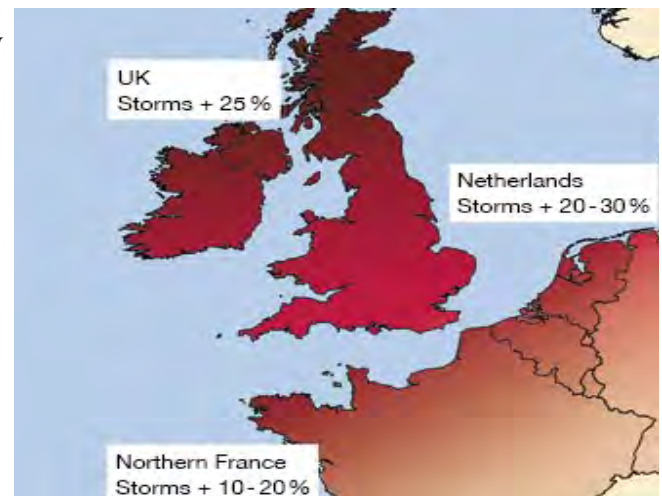 UK
Storms + 25 %
Netherlands
Storms + 20 - 30 %
Northern France
Storms + 10 - 20 %